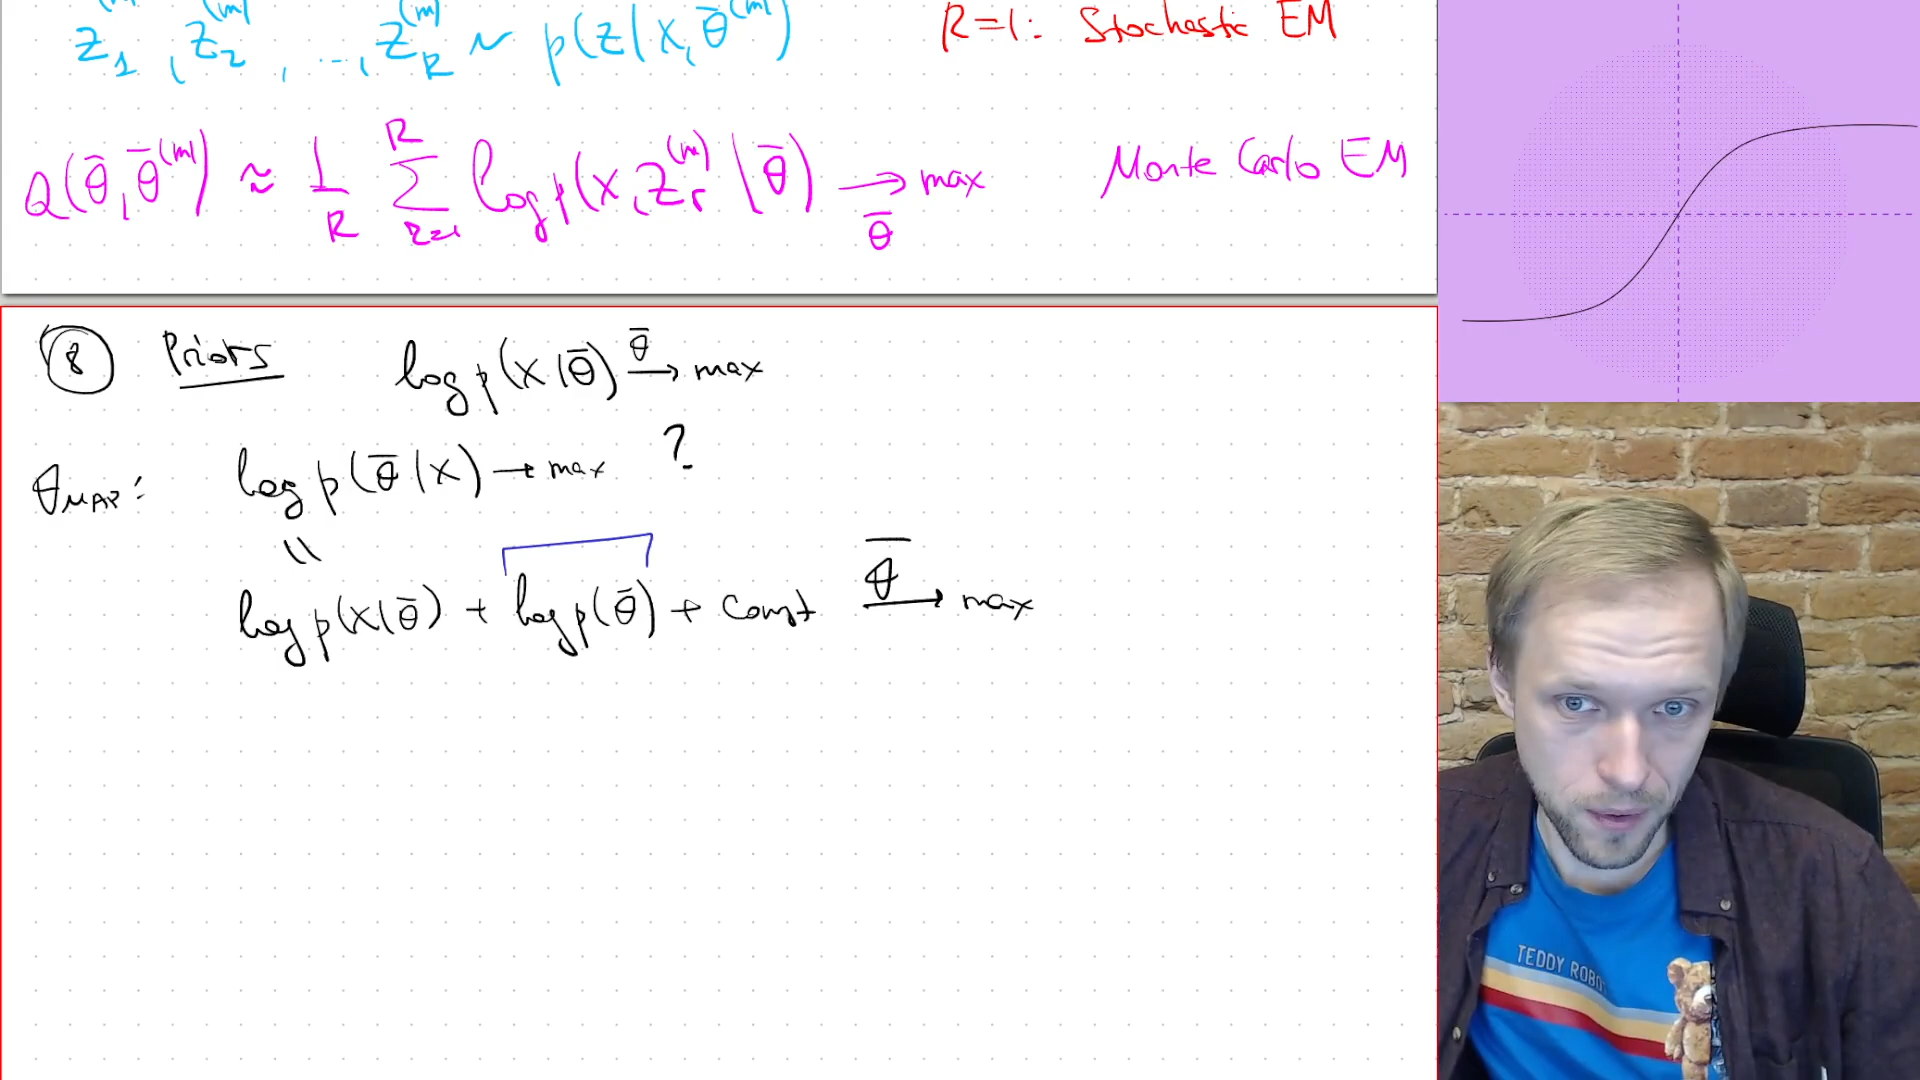 z₁^(m), z₂^(m), ..., z_R^(m) ~ p(z|x, θ̄^(m))
R=1: Stochastic EM
Q(θ̄, θ̄^(m)) ≈ 1/R Σ_{r=1}^{R} log p(x, z_r^(m) | θ̄) → max θ̄
Monte Carlo EM
8 Priors log p(x|θ̄) →θ̄ max
θ_MAP: log p(θ̄|x) → max ?
=
log p(x|θ̄) + log p(θ̄) + const →θ̄ max
TEDDY ROBO